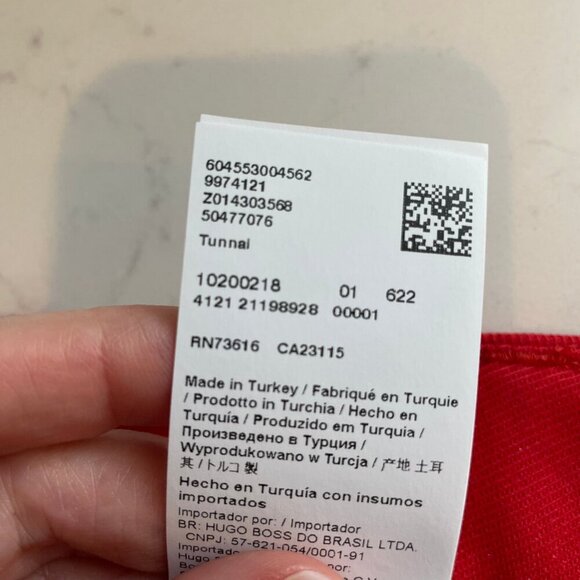 604553004562
9974121
Z014303568
50477076
Tunnai
10200218 01 622
4121 21198928 00001
RN73616 CA23115
Made in Turkey / Fabriqué en Turquie
/ Prodotto in Turchia / Hecho en
Turquía / Produzido em Turquia /
Произведено в Турция /
Wyprodukowano w Turcja / 产地 土耳
其 / トルコ 製
Hecho en Turquía con insumos
importados
Importador por: / Importador
BR: HUGO BOSS DO BRASIL LTDA.
CNPJ: 57-621-054/0001-91
Importado
Hugo